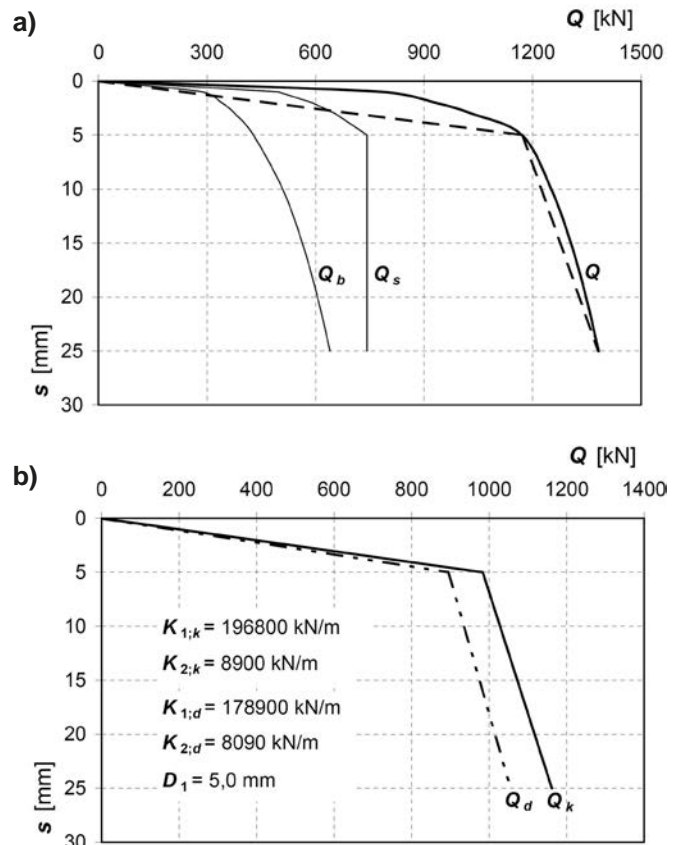 a)
Q [kN]
0 300 600 900 1200 1500
0
5
10
15
20
25
30
s [mm]
Q b
Q s
Q
b)
Q [kN]
0 200 400 600 800 1000 1200 1400
0
5
10
15
20
25
30
s [mm]
K 1;k = 196800 kN/m
K 2;k = 8900 kN/m
K 1;d = 178900 kN/m
K 2;d = 8090 kN/m
D 1 = 5,0 mm
Q d Q k